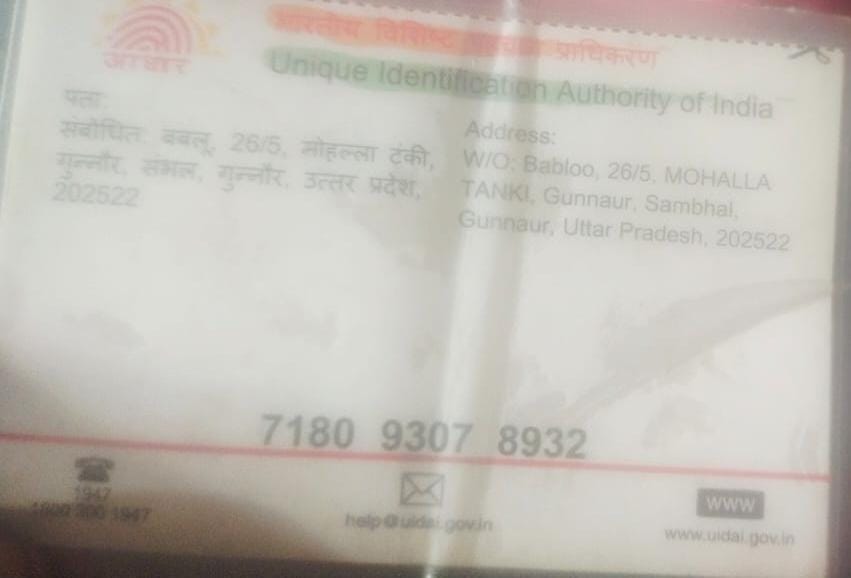 भारतीय विशिष्ट पहचान प्राधिकरण
Unique Identification Authority of India
आधार
पता:
संबोधित: बबलू, 26/5, मोहल्ला टंकी,
गुन्नौर, संभल, गुन्नौर, उत्तर प्रदेश,
202522
Address:
W/O: Babloo, 26/5, MOHALLA
TANKI, Gunnaur, Sambhal,
Gunnaur, Uttar Pradesh, 202522
7180 9307 8932
1947
1800 300 1947
help@uidai.gov.in
www
www.uidai.gov.in